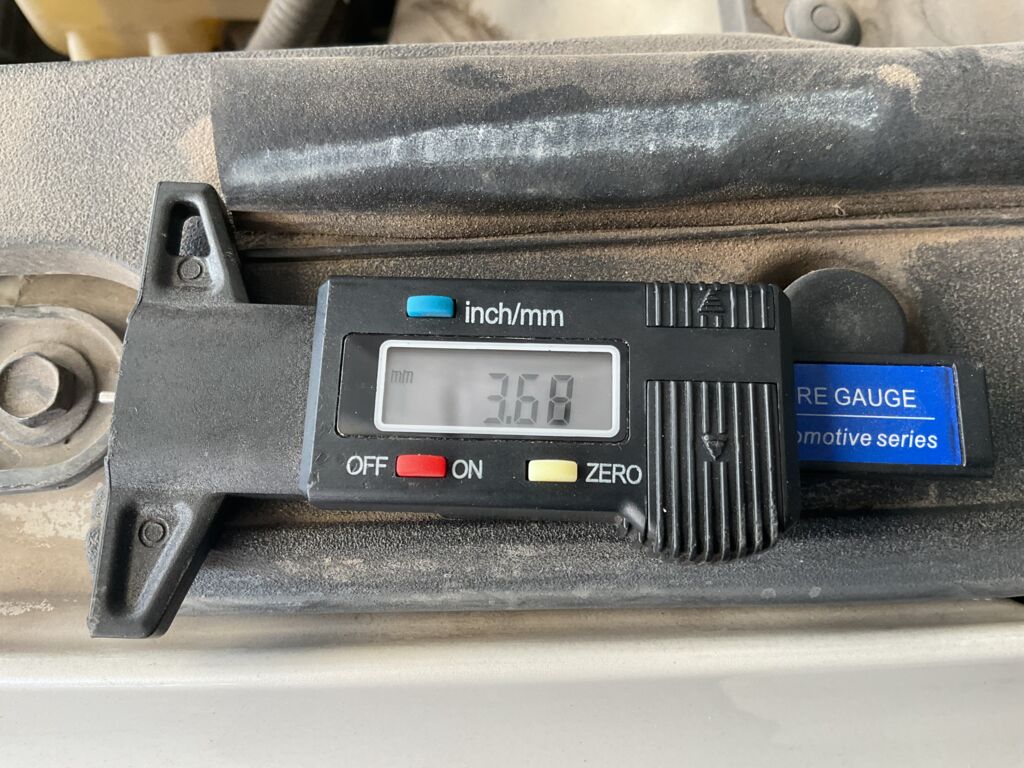 inch/mm
mm
3.68
OFF ON ZERO
RE GAUGE
omotive series